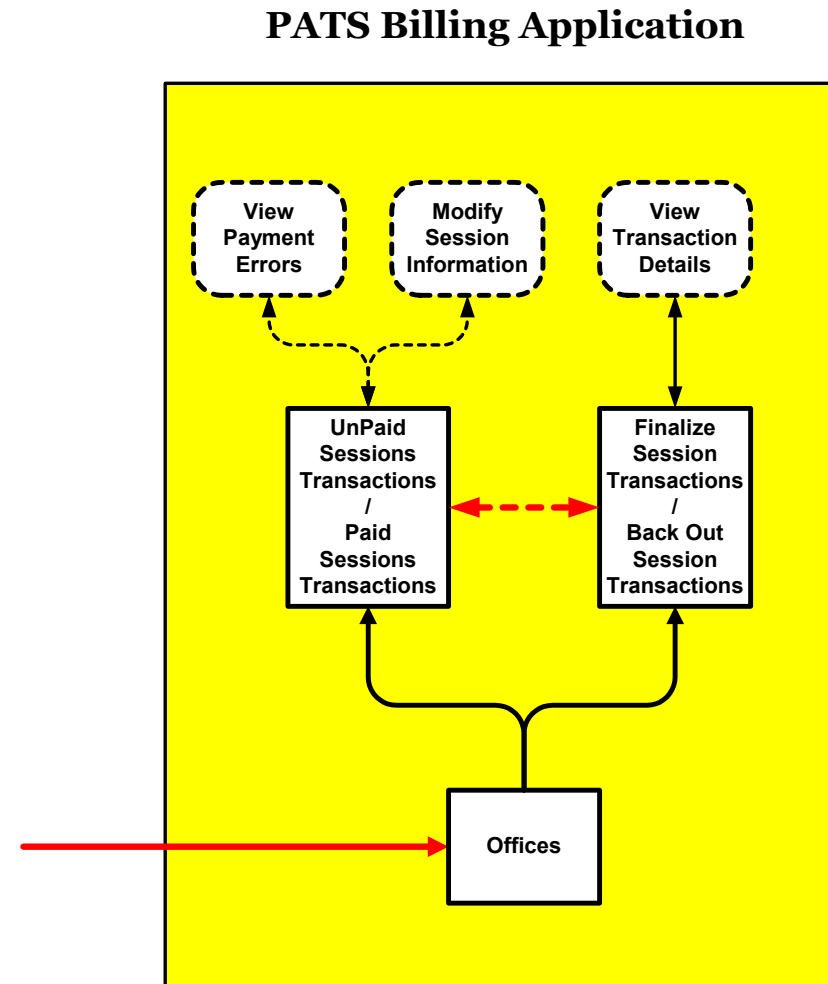 PATS Billing Application
View
Payment
Errors
Modify
Session
Information
View
Transaction
Details
UnPaid
Sessions
Transactions
/
Paid
Sessions
Transactions
Finalize
Session
Transactions
/
Back Out
Session
Transactions
Offices